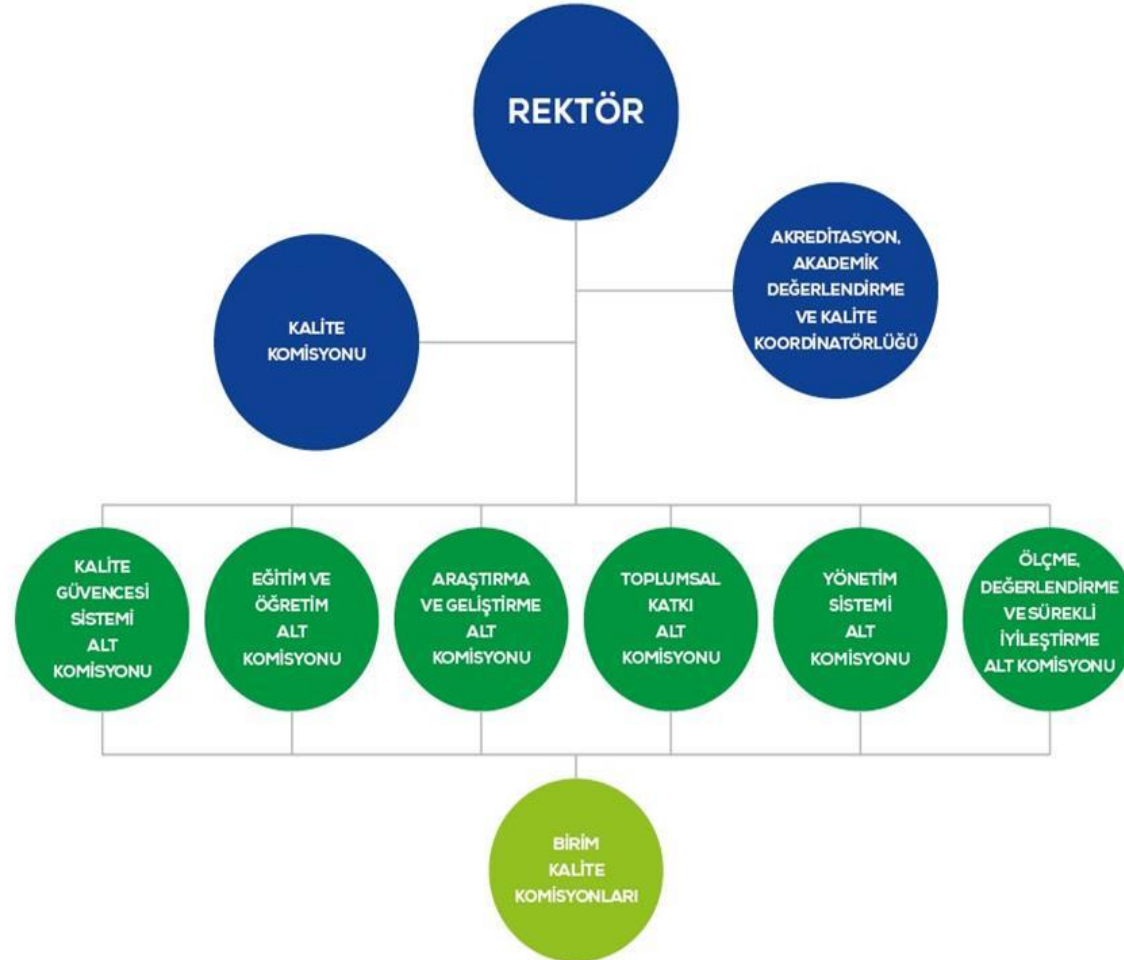 REKTÖR
AKREDİTASYON,
AKADEMİK
DEĞERLENDİRME
VE KALİTE
KOORDİNATÖRLÜĞÜ
KALİTE
KOMİSYONU
KALİTE
GÜVENCESİ
SİSTEMİ
ALT
KOMİSYONU
EĞİTİM VE
ÖĞRETİM
ALT
KOMİSYONU
ARAŞTIRMA
VE GELİŞTİRME
ALT
KOMİSYONU
TOPLUMSAL
KATKI
ALT
KOMİSYONU
YÖNETİM
SİSTEMİ
ALT
KOMİSYONU
ÖLÇME,
DEĞERLENDİRME
VE SÜREKLİ
İYİLEŞTİRME
ALT KOMİSYONU
BİRİM
KALİTE
KOMİSYONLARI